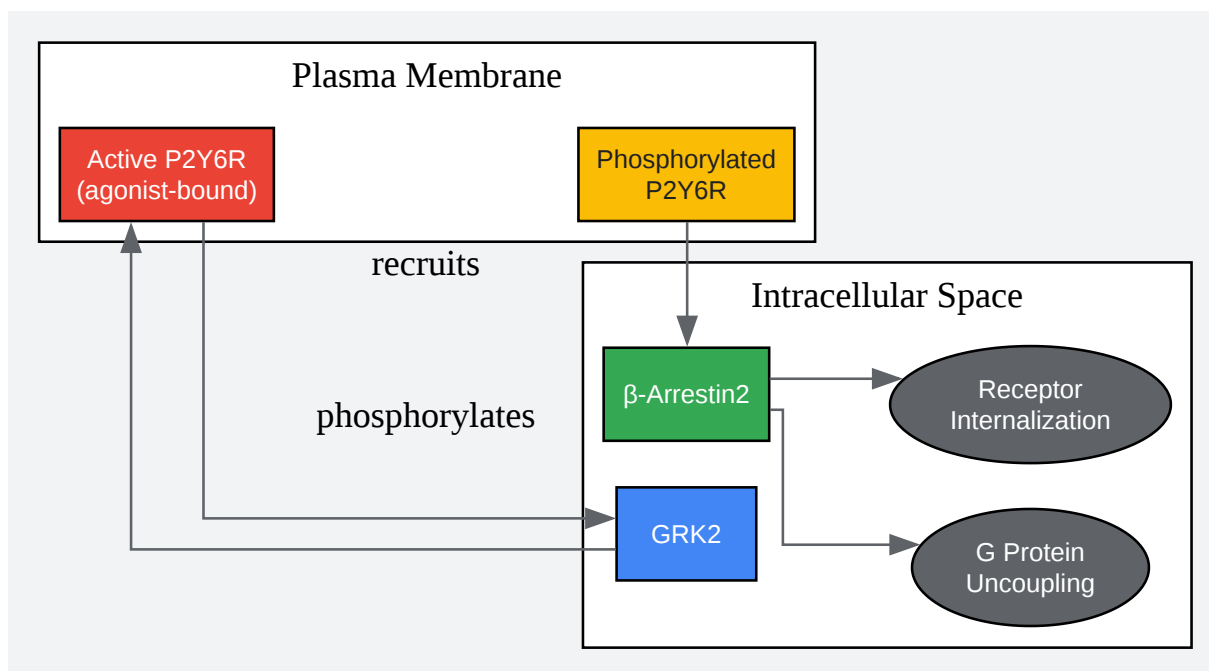 Plasma Membrane
Active P2Y6R
(agonist-bound)
Phosphorylated
P2Y6R
recruits
Intracellular Space
β-Arrestin2
Receptor
Internalization
phosphorylates
GRK2
G Protein
Uncoupling